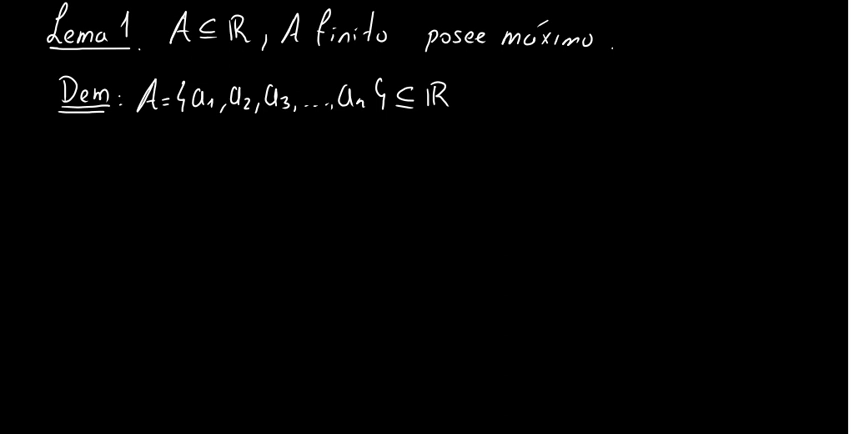 Lema 1. A ⊆ ℝ, A finito posee máximo.
Dem: A = {a₁, a₂, a₃, ..., aₙ} ⊆ ℝ